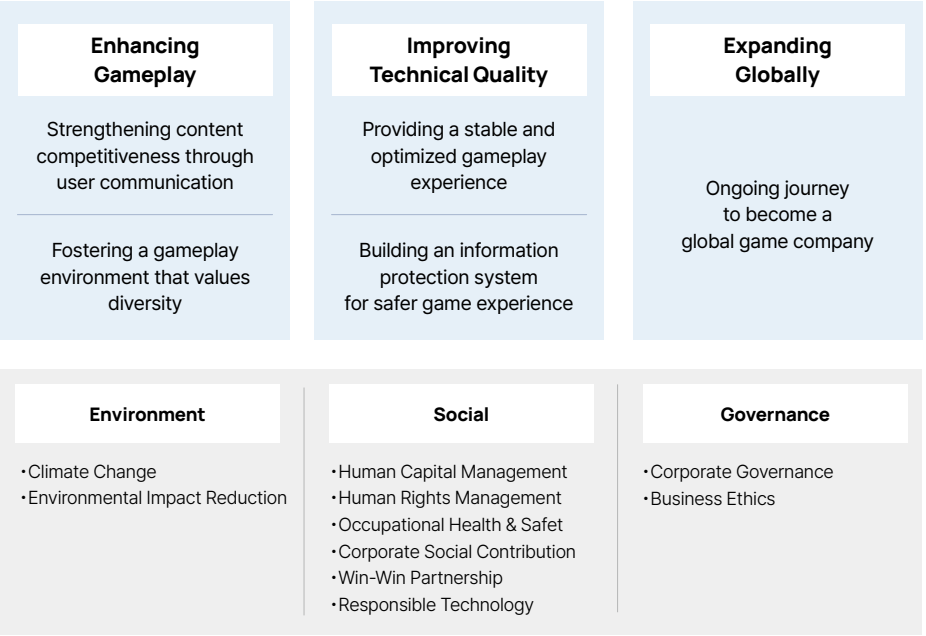 Enhancing
Gameplay
Strengthening content
competitiveness through
user communication
Fostering a gameplay
environment that values
diversity
Improving
Technical Quality
Providing a stable and
optimized gameplay
experience
Building an information
protection system
for safer game experience
Expanding
Globally
Ongoing journey
to become a
global game company
Environment
·Climate Change
·Environmental Impact Reduction
Social
·Human Capital Management
·Human Rights Management
·Occupational Health & Safet
·Corporate Social Contribution
·Win-Win Partnership
·Responsible Technology
Governance
·Corporate Governance
·Business Ethics